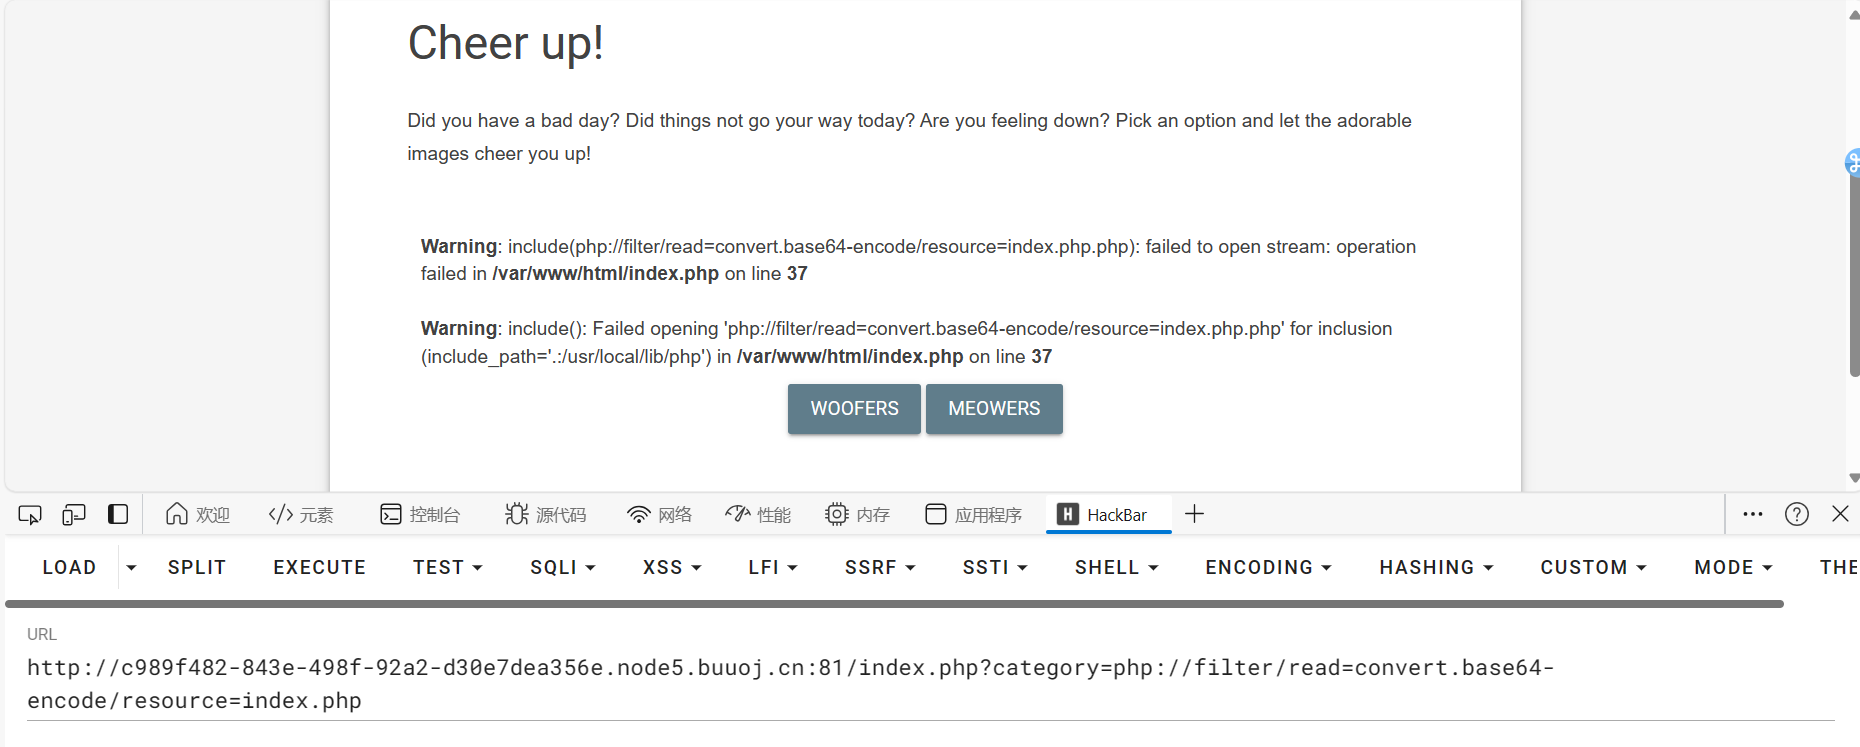 Cheer up!
Did you have a bad day? Did things not go your way today? Are you feeling down? Pick an option and let the adorable
images cheer you up!
Warning: include(php://filter/read=convert.base64-encode/resource=index.php.php): failed to open stream: operation
failed in /var/www/html/index.php on line 37
Warning: include(): Failed opening 'php://filter/read=convert.base64-encode/resource=index.php.php' for inclusion
(include_path='.:/usr/local/lib/php') in /var/www/html/index.php on line 37
WOOFERS MEOWERS
欢迎 元素 控制台 源代码 网络 性能 内存 应用程序 H HackBar
LOAD SPLIT EXECUTE TEST SQLI XSS LFI SSRF SSTI SHELL ENCODING HASHING CUSTOM MODE THE
URL
http://c989f482-843e-498f-92a2-d30e7dea356e.node5.buuoj.cn:81/index.php?category=php://filter/read=convert.base64-
encode/resource=index.php